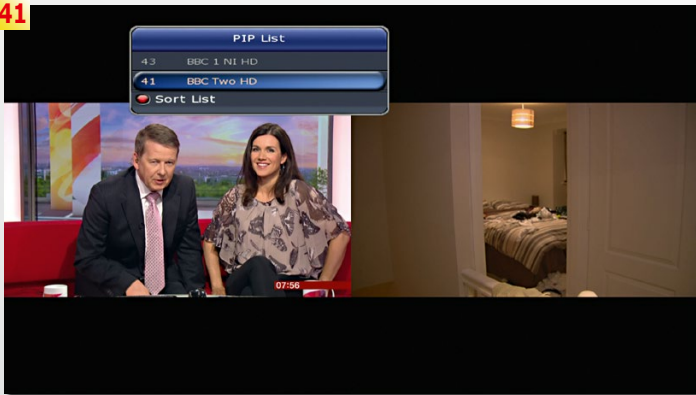 41
PIP List
43 BBC 1 NI HD
41 BBC Two HD
Sort List
07:56